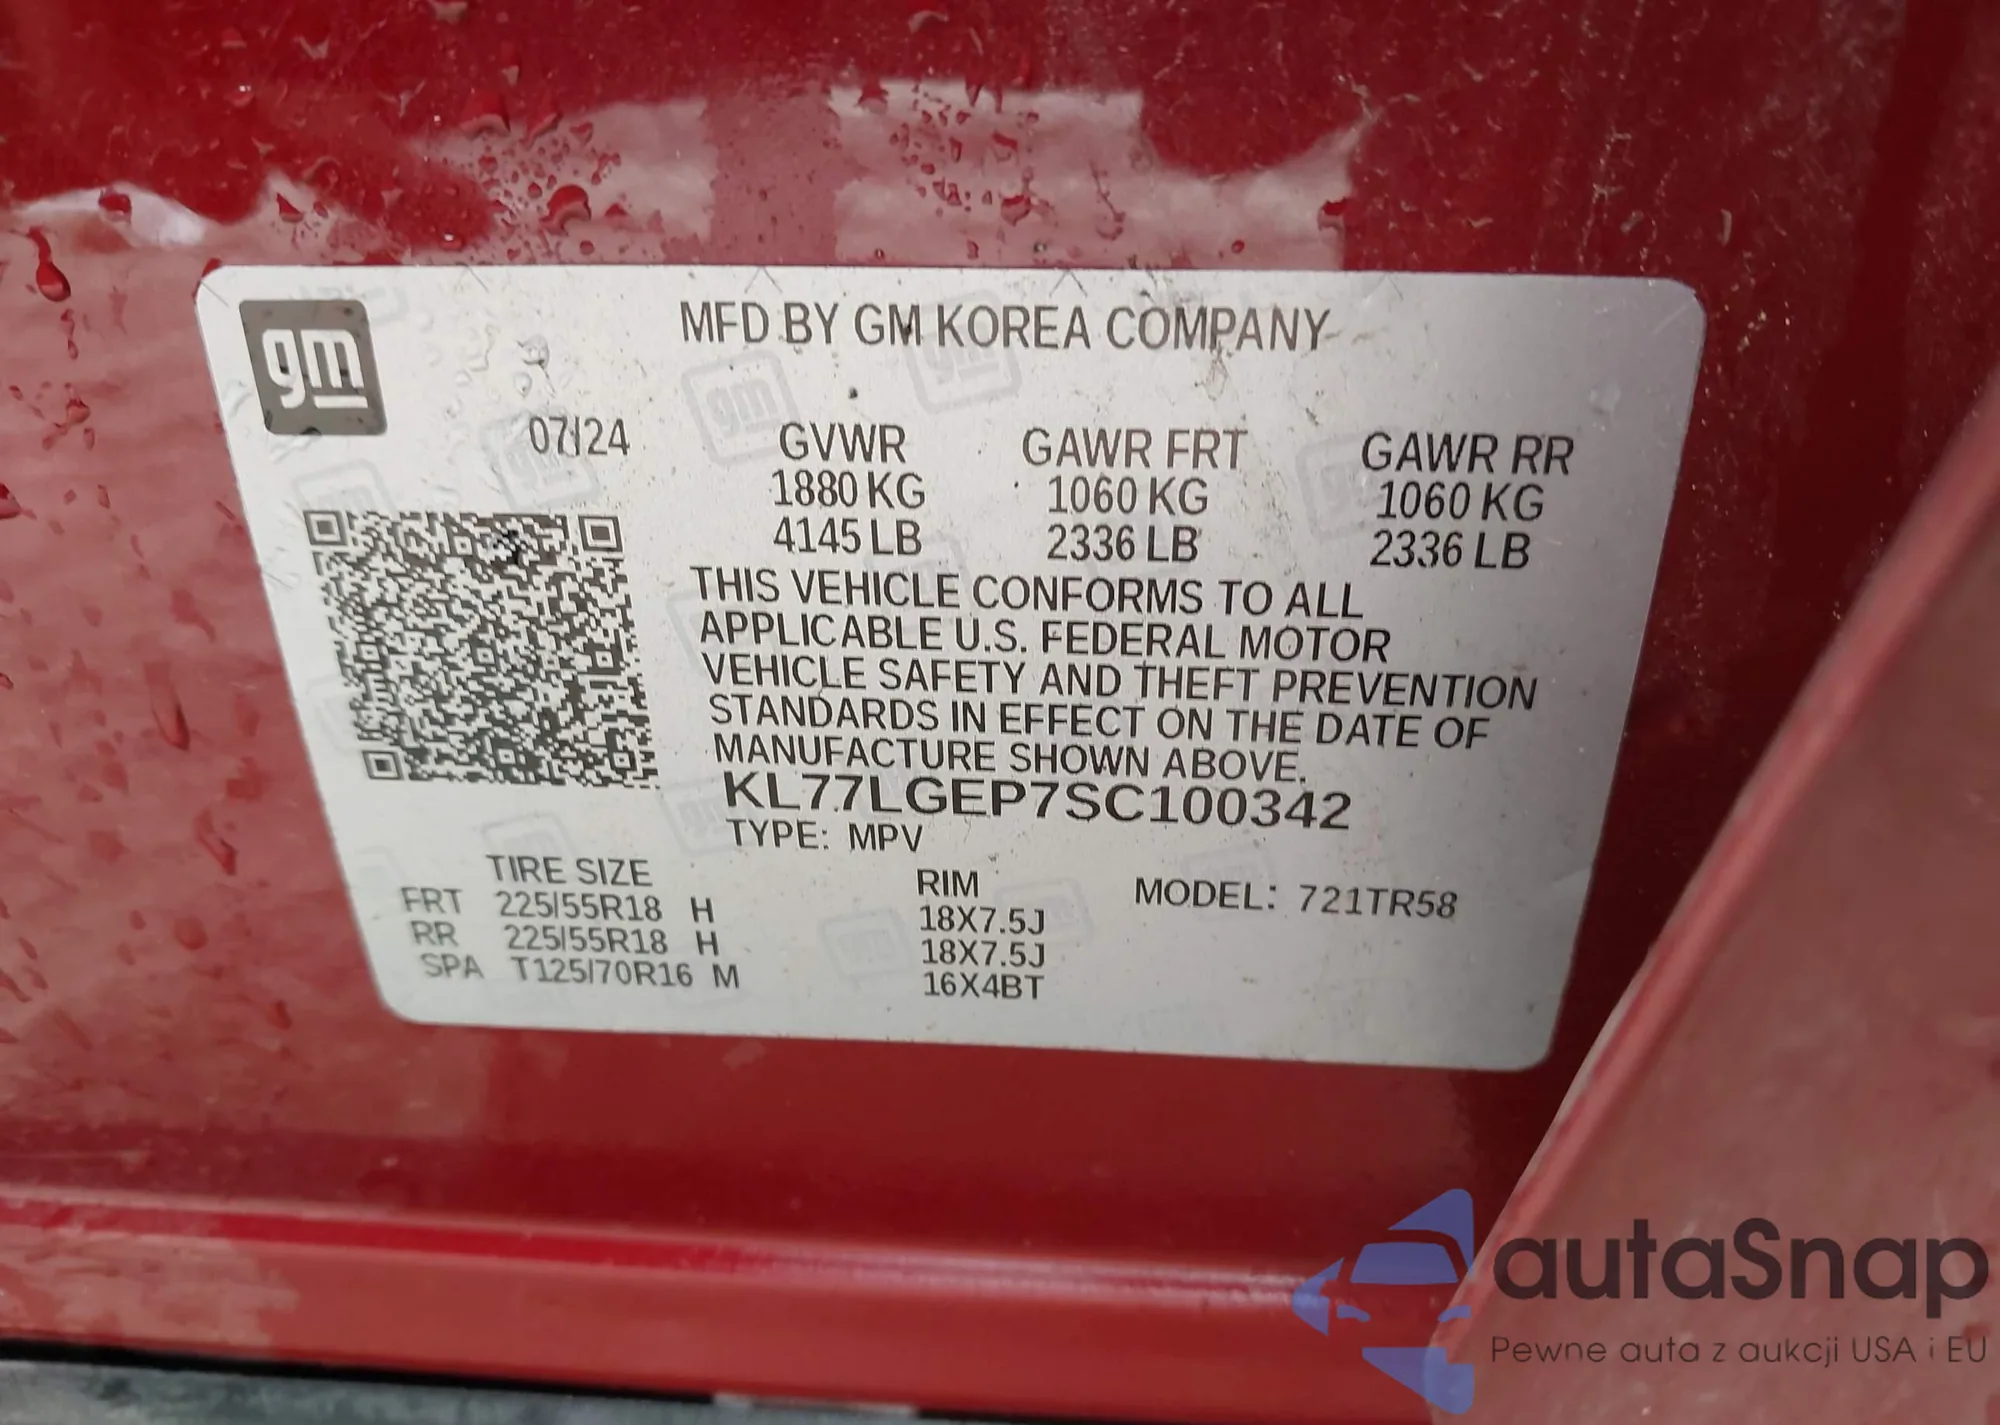 gm
MFD BY GM KOREA COMPANY
07/24
GVWR GAWR FRT GAWR RR
1880 KG 1060 KG 1060 KG
4145 LB 2336 LB 2336 LB
THIS VEHICLE CONFORMS TO ALL
APPLICABLE U.S. FEDERAL MOTOR
VEHICLE SAFETY AND THEFT PREVENTION
STANDARDS IN EFFECT ON THE DATE OF
MANUFACTURE SHOWN ABOVE.
KL77LGEP7SC100342
TYPE: MPV
TIRE SIZE RIM MODEL: 721TR58
FRT 225/55R18 H 18X7.5J
RR 225/55R18 H 18X7.5J
SPA T125/70R16 M 16X4BT
autaSnap
Pewne auta z aukcji USA i EU